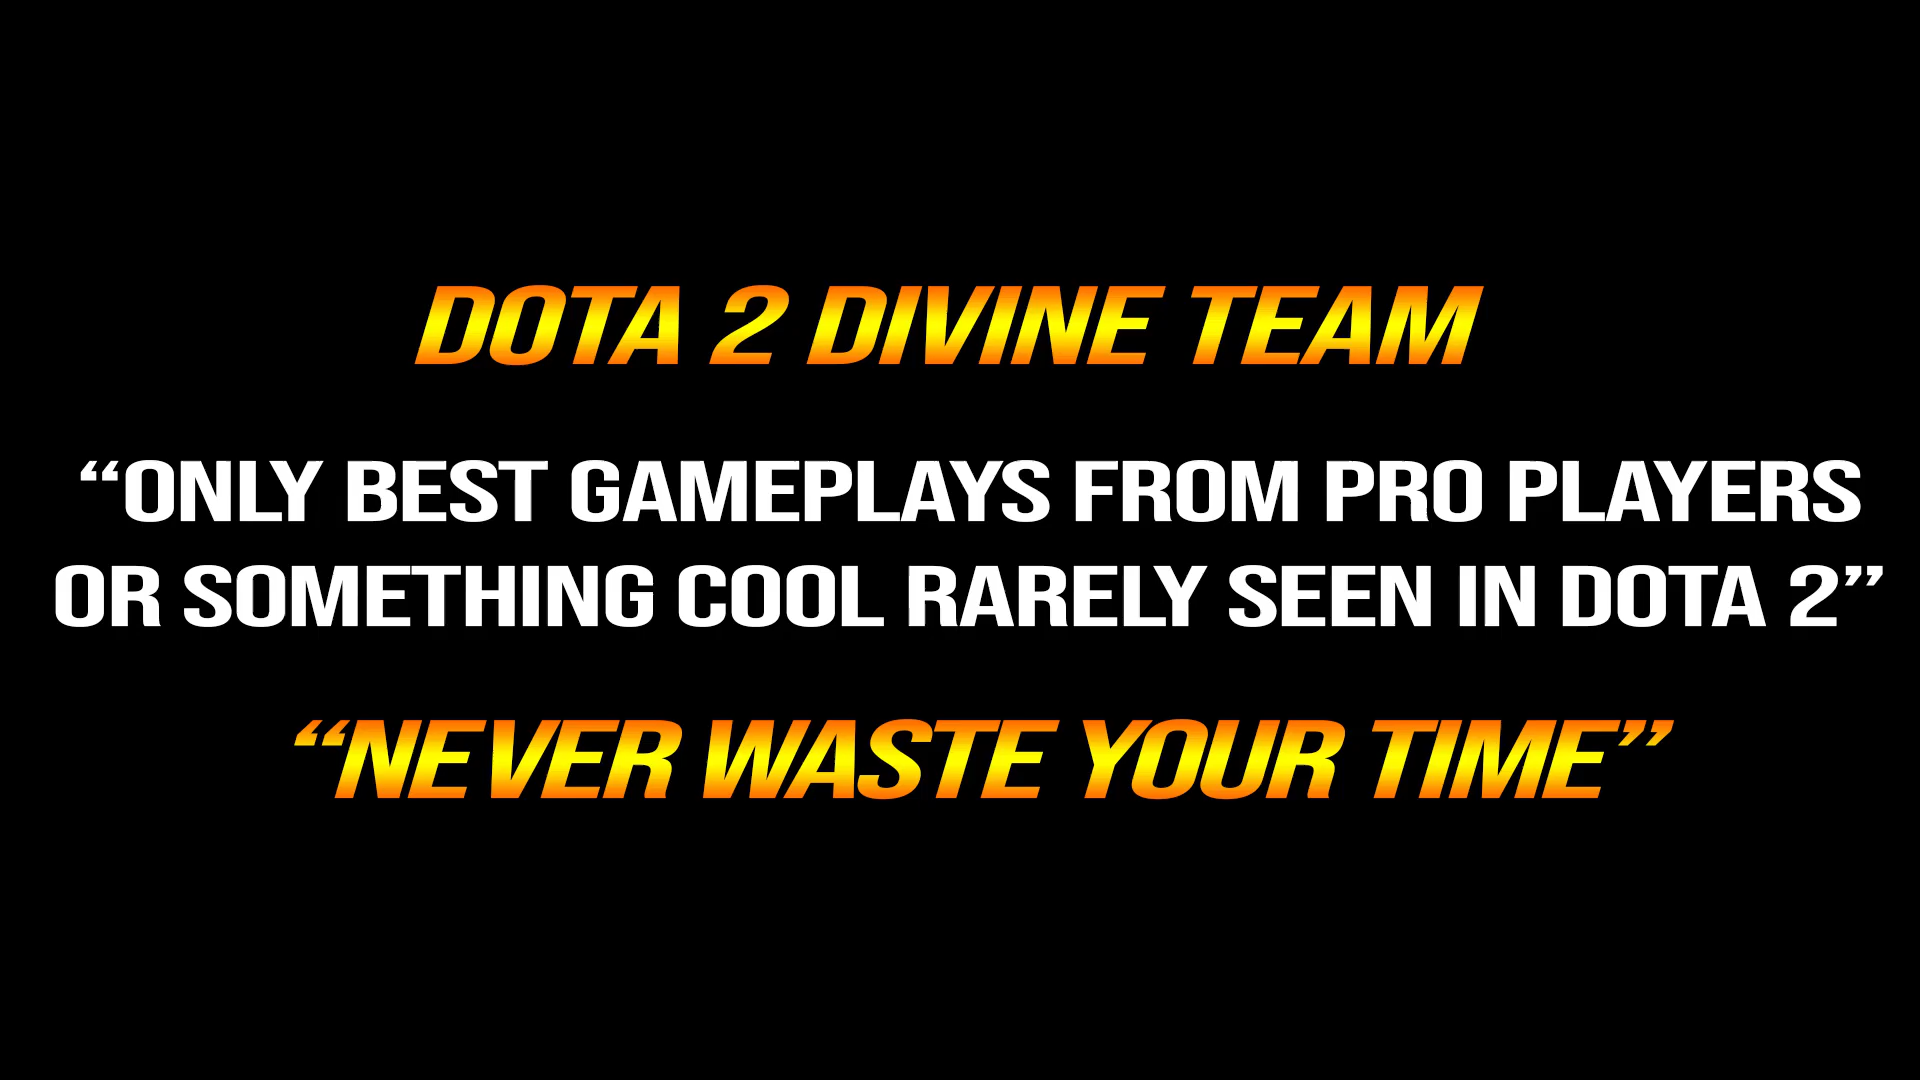 DOTA 2 DIVINE TEAM
“ONLY BEST GAMEPLAYS FROM PRO PLAYERS
OR SOMETHING COOL RARELY SEEN IN DOTA 2”
“NEVER WASTE YOUR TIME”